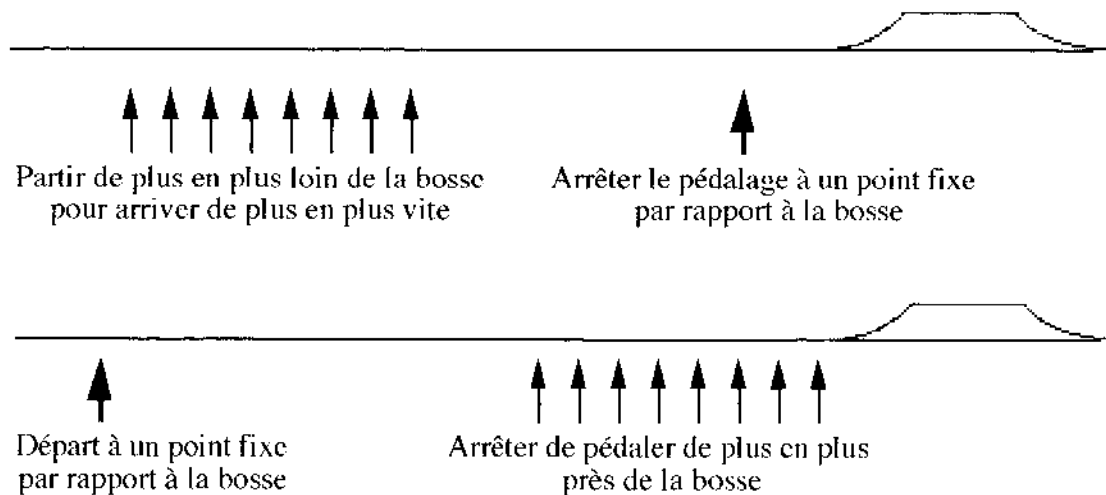 Partir de plus en plus loin de la bosse
pour arriver de plus en plus vite
Arrêter le pédalage à un point fixe
par rapport à la bosse
Départ à un point fixe
par rapport à la bosse
Arrêter de pédaler de plus en plus
près de la bosse